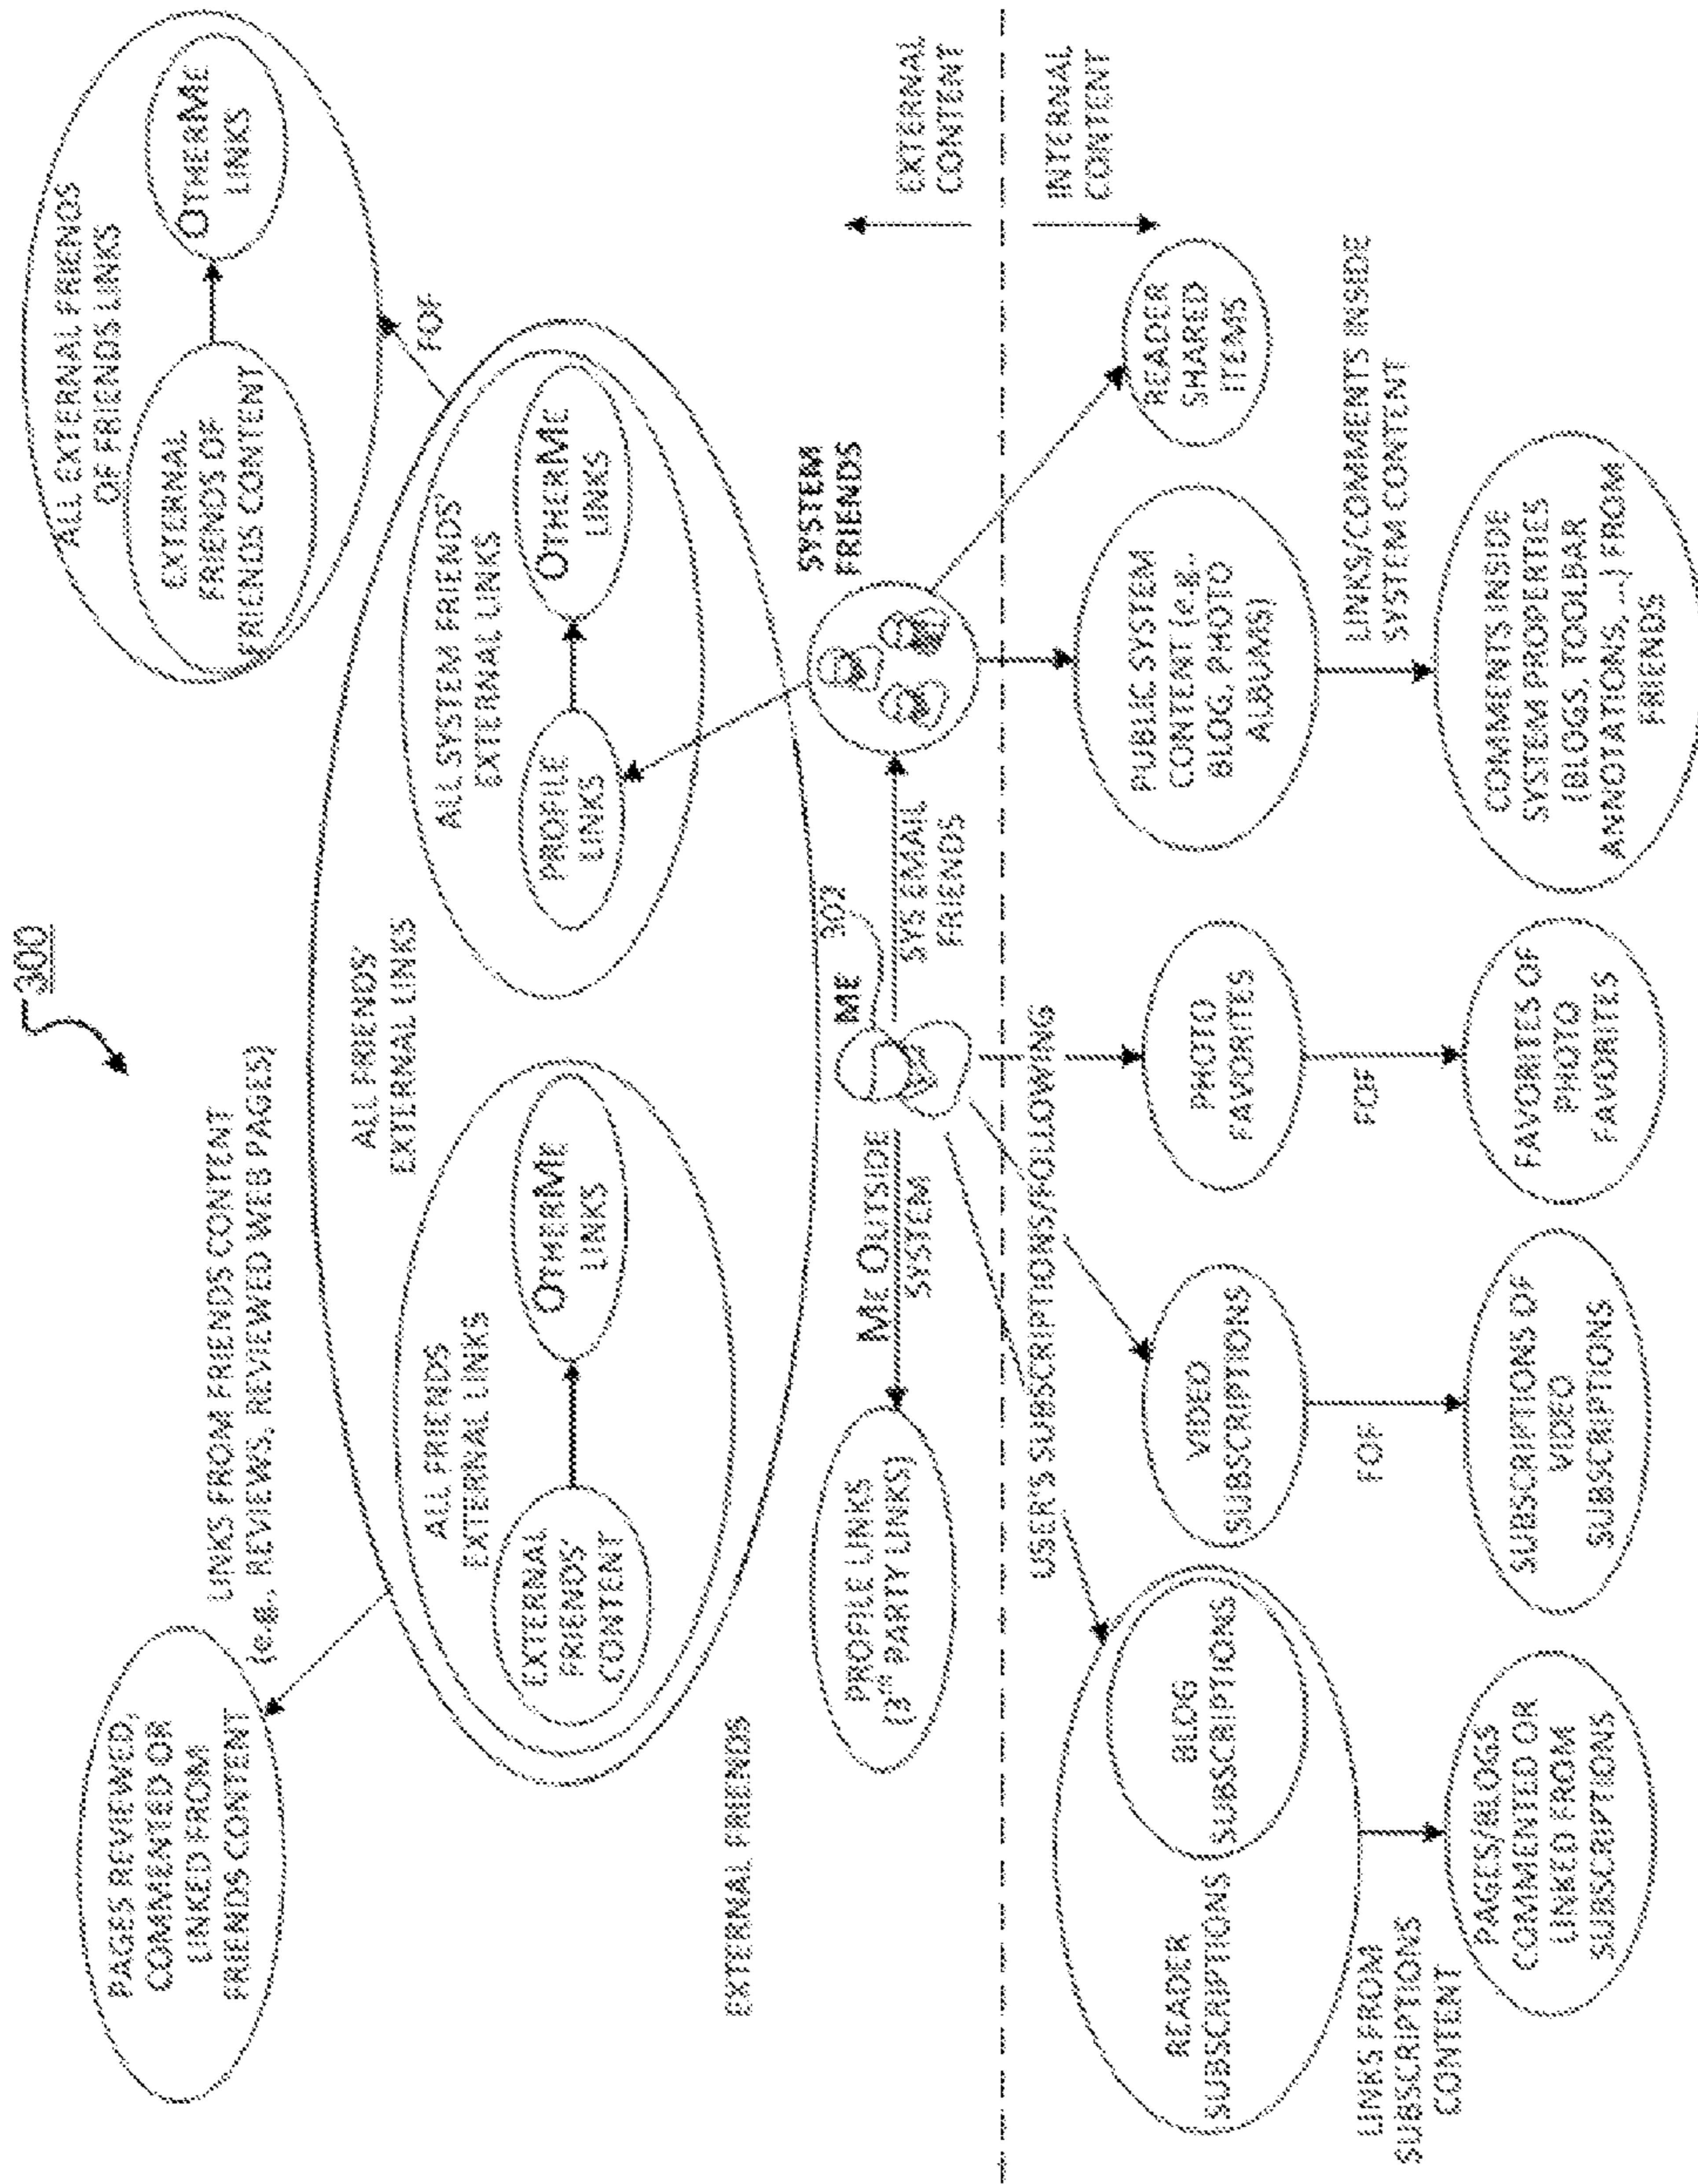 300
LINKS FROM FRIENDS CONTENT
(e.g., REVIEWS, REVIEWED WEB PAGES)
PAGES REVIEWED,
COMMENTED OR
LINKED FROM
FRIENDS CONTENT
ALL EXTERNAL FRIENDS
OF FRIENDS LINKS
EXTERNAL
FRIENDS OF
FRIENDS CONTENT
OTHERME
LINKS
FOF
ALL FRIENDS'
EXTERNAL LINKS
ALL FRIENDS
EXTERNAL LINKS
EXTERNAL
FRIENDS'
CONTENT
OTHERME
LINKS
ALL SYSTEM FRIENDS'
EXTERNAL LINKS
PROFILE
LINKS
OTHERME
LINKS
EXTERNAL FRIENDS
PROFILE LINKS
(3RD PARTY LINKS)
ME OUTSIDE
SYSTEM
ME 302
SYS EMAIL
FRIENDS
SYSTEM
FRIENDS
EXTERNAL
CONTENT
INTERNAL
CONTENT
USER'S SUBSCRIPTIONS/FOLLOWING
READER
SUBSCRIPTIONS
BLOG
SUBSCRIPTIONS
VIDEO
SUBSCRIPTIONS
PHOTO
FAVORITES
PUBLIC SYSTEM
CONTENT (e.g.,
BLOG, PHOTO
ALBUMS)
READER
SHARED
ITEMS
LINKS FROM
SUBSCRIPTIONS
CONTENT
FOF
FOF
LINKS/COMMENTS INSIDE
SYSTEM CONTENT
PAGES/BLOGS
COMMENTED OR
LINKED FROM
SUBSCRIPTIONS
SUBSCRIPTIONS OF
VIDEO
SUBSCRIPTIONS
FAVORITES OF
PHOTO
FAVORITES
COMMENTS INSIDE
SYSTEM PROPERTIES
(BLOGS, TOOLBAR
ANNOTATIONS, ...) FROM
FRIENDS